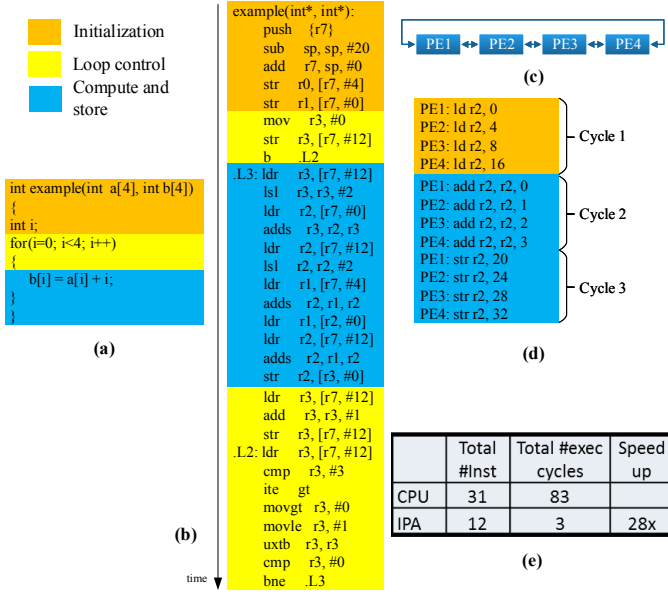 Initialization
Loop control
Compute and
store
int example(int a[4], int b[4])
{
int i;
for(i=0; i<4; i++)
{
b[i] = a[i] + i;
}
}
(a)
example(int*, int*):
push {r7}
sub sp, sp, #20
add r7, sp, #0
str r0, [r7, #4]
str r1, [r7, #0]
mov r3, #0
str r3, [r7, #12]
b .L2
.L3: ldr r3, [r7, #12]
lsl r3, r3, #2
ldr r2, [r7, #0]
adds r3, r2, r3
ldr r2, [r7, #12]
lsl r2, r2, #2
ldr r1, [r7, #4]
adds r2, r1, r2
ldr r1, [r2, #0]
ldr r2, [r7, #12]
adds r2, r1, r2
str r2, [r3, #0]
ldr r3, [r7, #12]
add r3, r3, #1
str r3, [r7, #12]
.L2: ldr r3, [r7, #12]
cmp r3, #3
ite gt
movgt r3, #0
movle r3, #1
uxtb r3, r3
cmp r3, #0
bne .L3
(b)
time
PE1 PE2 PE3 PE4
(c)
PE1: ld r2, 0
PE2: ld r2, 4
PE3: ld r2, 8
PE4: ld r2, 16
Cycle 1
PE1: add r2, r2, 0
PE2: add r2, r2, 1
PE3: add r2, r2, 2
PE4: add r2, r2, 3
Cycle 2
PE1: str r2, 20
PE2: str r2, 24
PE3: str r2, 28
PE4: str r2, 32
Cycle 3
(d)
Total #Inst Total #exec cycles Speed up
CPU 31 83
IPA 12 3 28x
(e)